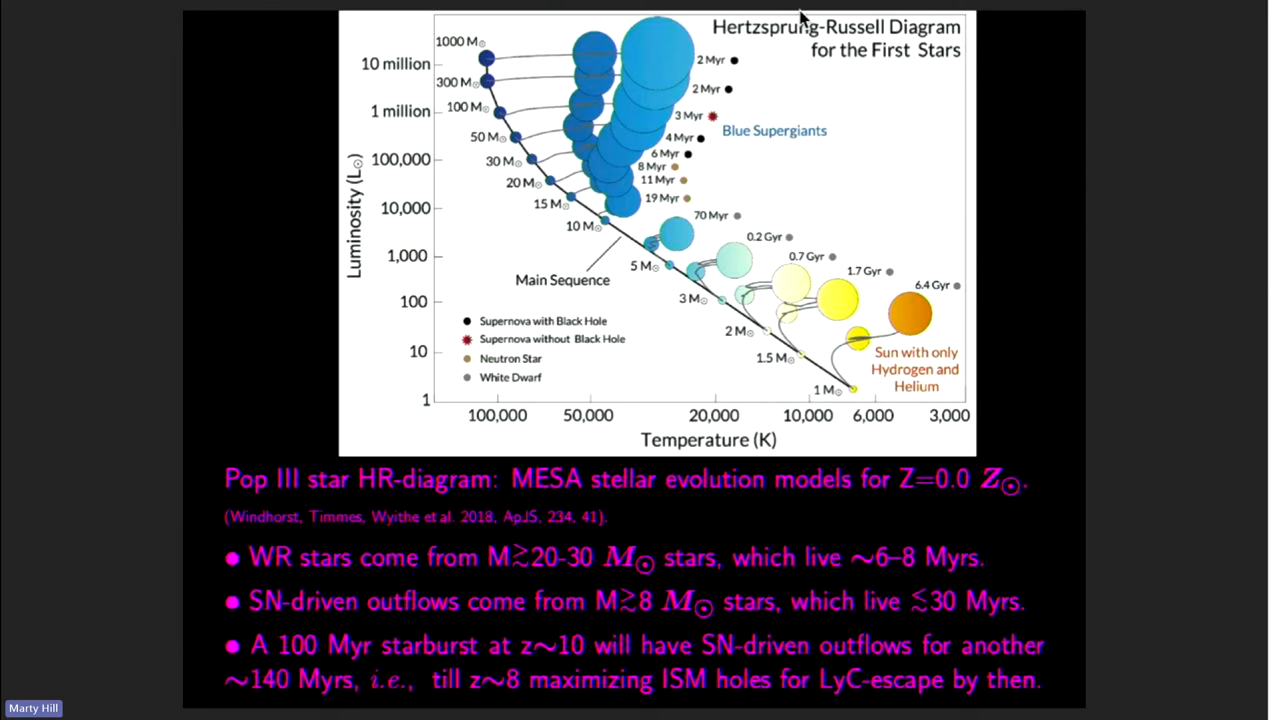 Hertzsprung-Russell Diagram
for the First Stars
1000 M⊙
10 million
300 M⊙
100 M⊙
1 million
50 M⊙
30 M⊙
100,000
20 M⊙
15 M⊙
10,000
10 M⊙
1,000
5 M⊙
100
3 M⊙
2 M⊙
10
1.5 M⊙
1 M⊙
1
Luminosity (L⊙)
2 Myr
2 Myr
3 Myr
Blue Supergiants
4 Myr
6 Myr
8 Myr
11 Myr
19 Myr
70 Myr
0.2 Gyr
0.7 Gyr
1.7 Gyr
6.4 Gyr
Main Sequence
Supernova with Black Hole
Supernova without Black Hole
Neutron Star
White Dwarf
Sun with only
Hydrogen and
Helium
100,000 50,000 20,000 10,000 6,000 3,000
Temperature (K)
Pop III star HR-diagram: MESA stellar evolution models for Z=0.0 Z⊙.
(Windhorst, Timmes, Wyithe et al. 2018, ApJS, 234, 41).
● WR stars come from M≳20-30 M⊙ stars, which live ∼6–8 Myrs.
● SN-driven outflows come from M≳8 M⊙ stars, which live ≲30 Myrs.
● A 100 Myr starburst at z∼10 will have SN-driven outflows for another
∼140 Myrs, i.e., till z∼8 maximizing ISM holes for LyC-escape by then.
Marty Hill